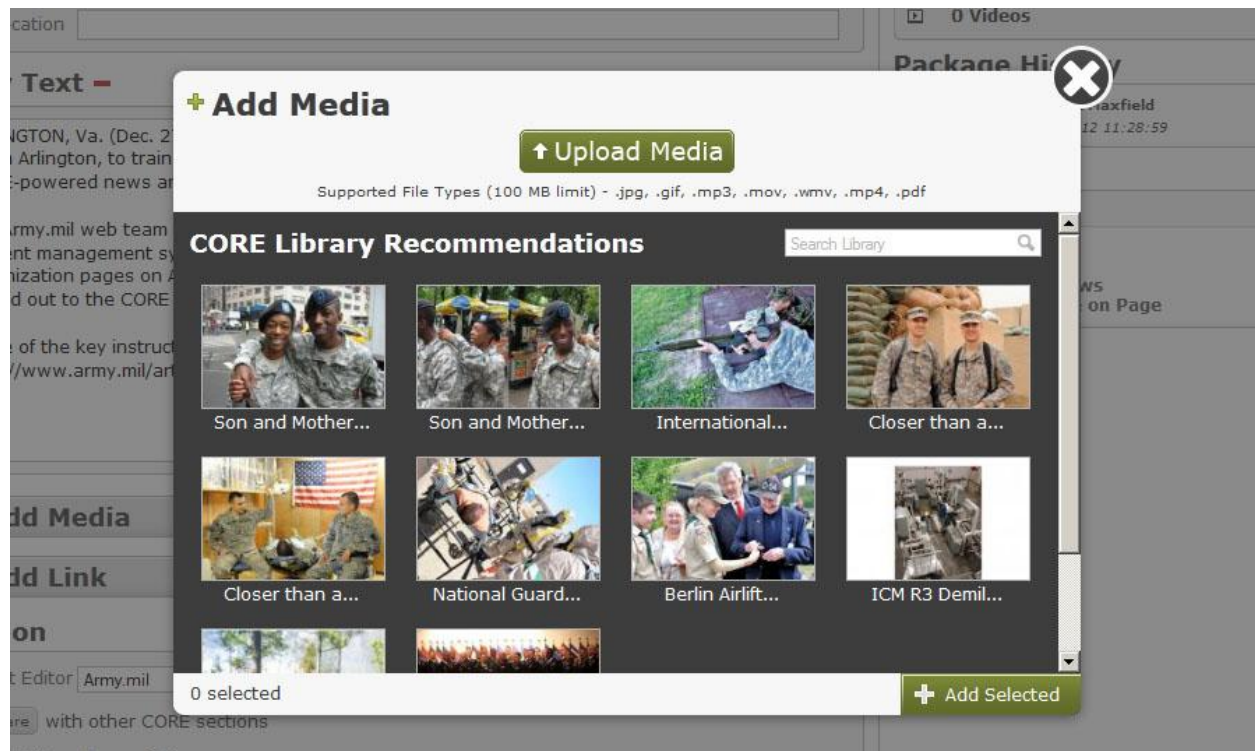 cation
0 Videos
Package Hi y
Text
Maxfield
12 11:28:59
NGTON, Va. (Dec. 2
Arlington, to train
E-powered news ar
Army.mil web team
ent management sy
nization pages on A
d out to the CORE
of the key instruct
//www.army.mil/art
ws
on Page
Add Media
Upload Media
Supported File Types (100 MB limit) - .jpg, .gif, .mp3, .mov, .wmv, .mp4, .pdf
CORE Library Recommendations
Search Library
Son and Mother...
Son and Mother...
International...
Closer than a...
Closer than a...
National Guard...
Berlin Airlift...
ICM R3 Demil...
0 selected
Add Selected
dd Media
dd Link
on
t Editor Army.mil
are with other CORE sections